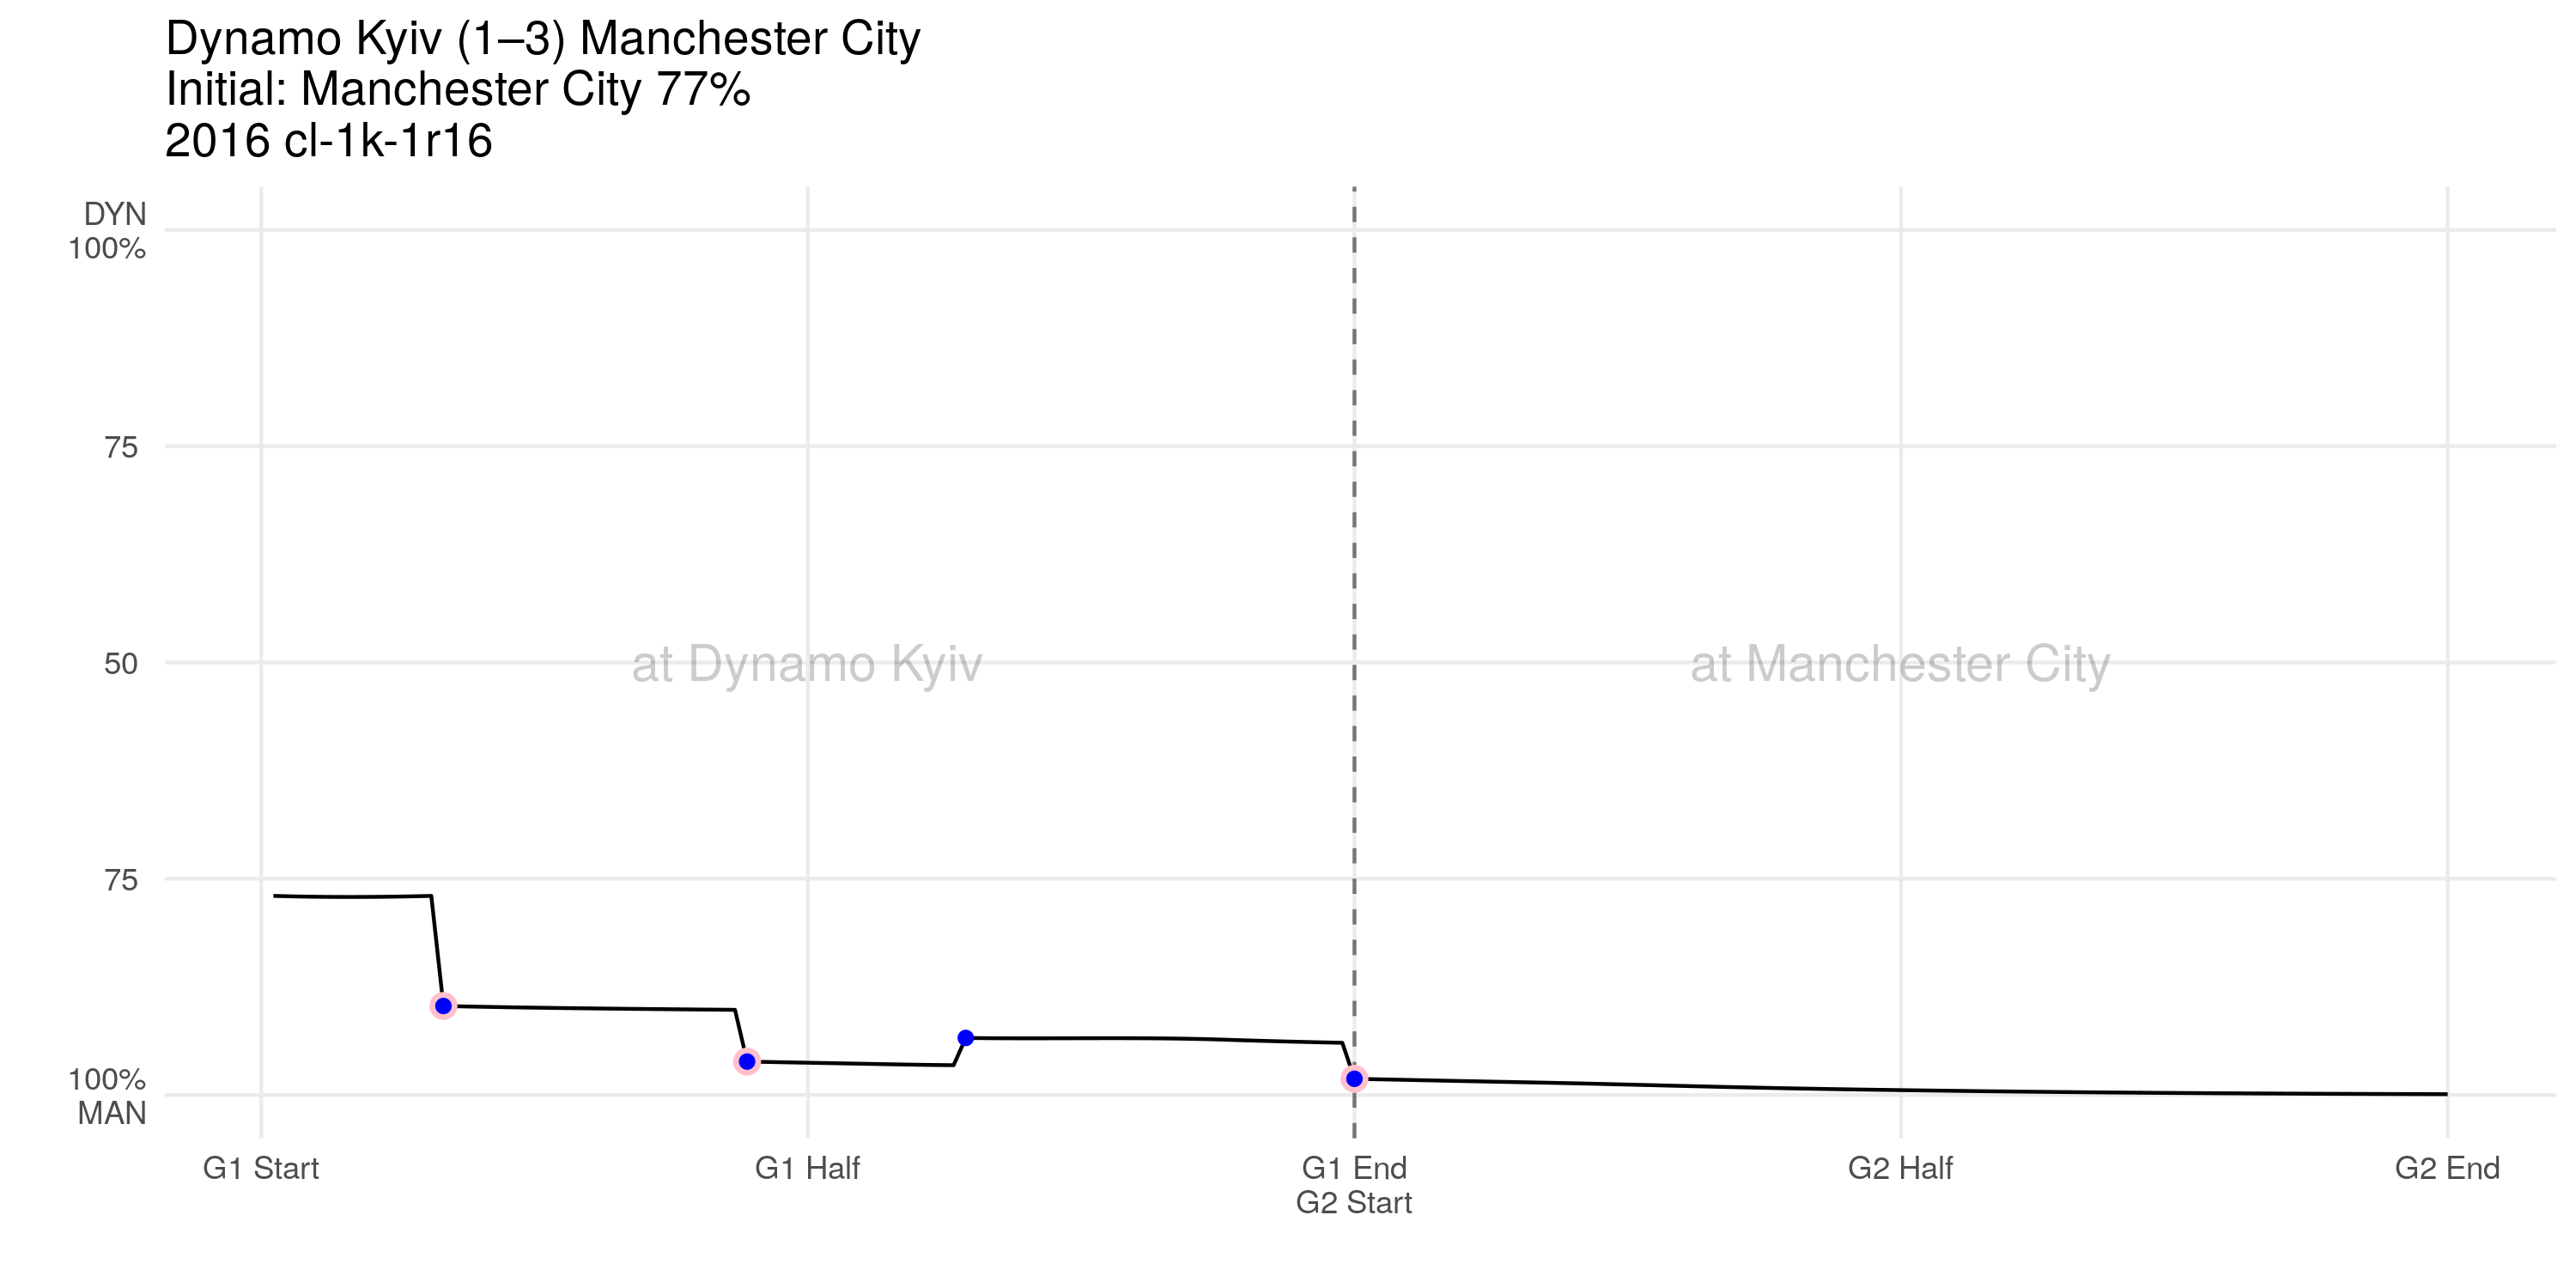 Dynamo Kyiv (1–3) Manchester City
Initial: Manchester City 77%
2016 cl-1k-1r16
DYN
100%
75
50
75
100%
MAN
at Dynamo Kyiv
at Manchester City
G1 Start
G1 Half
G1 End
G2 Start
G2 Half
G2 End